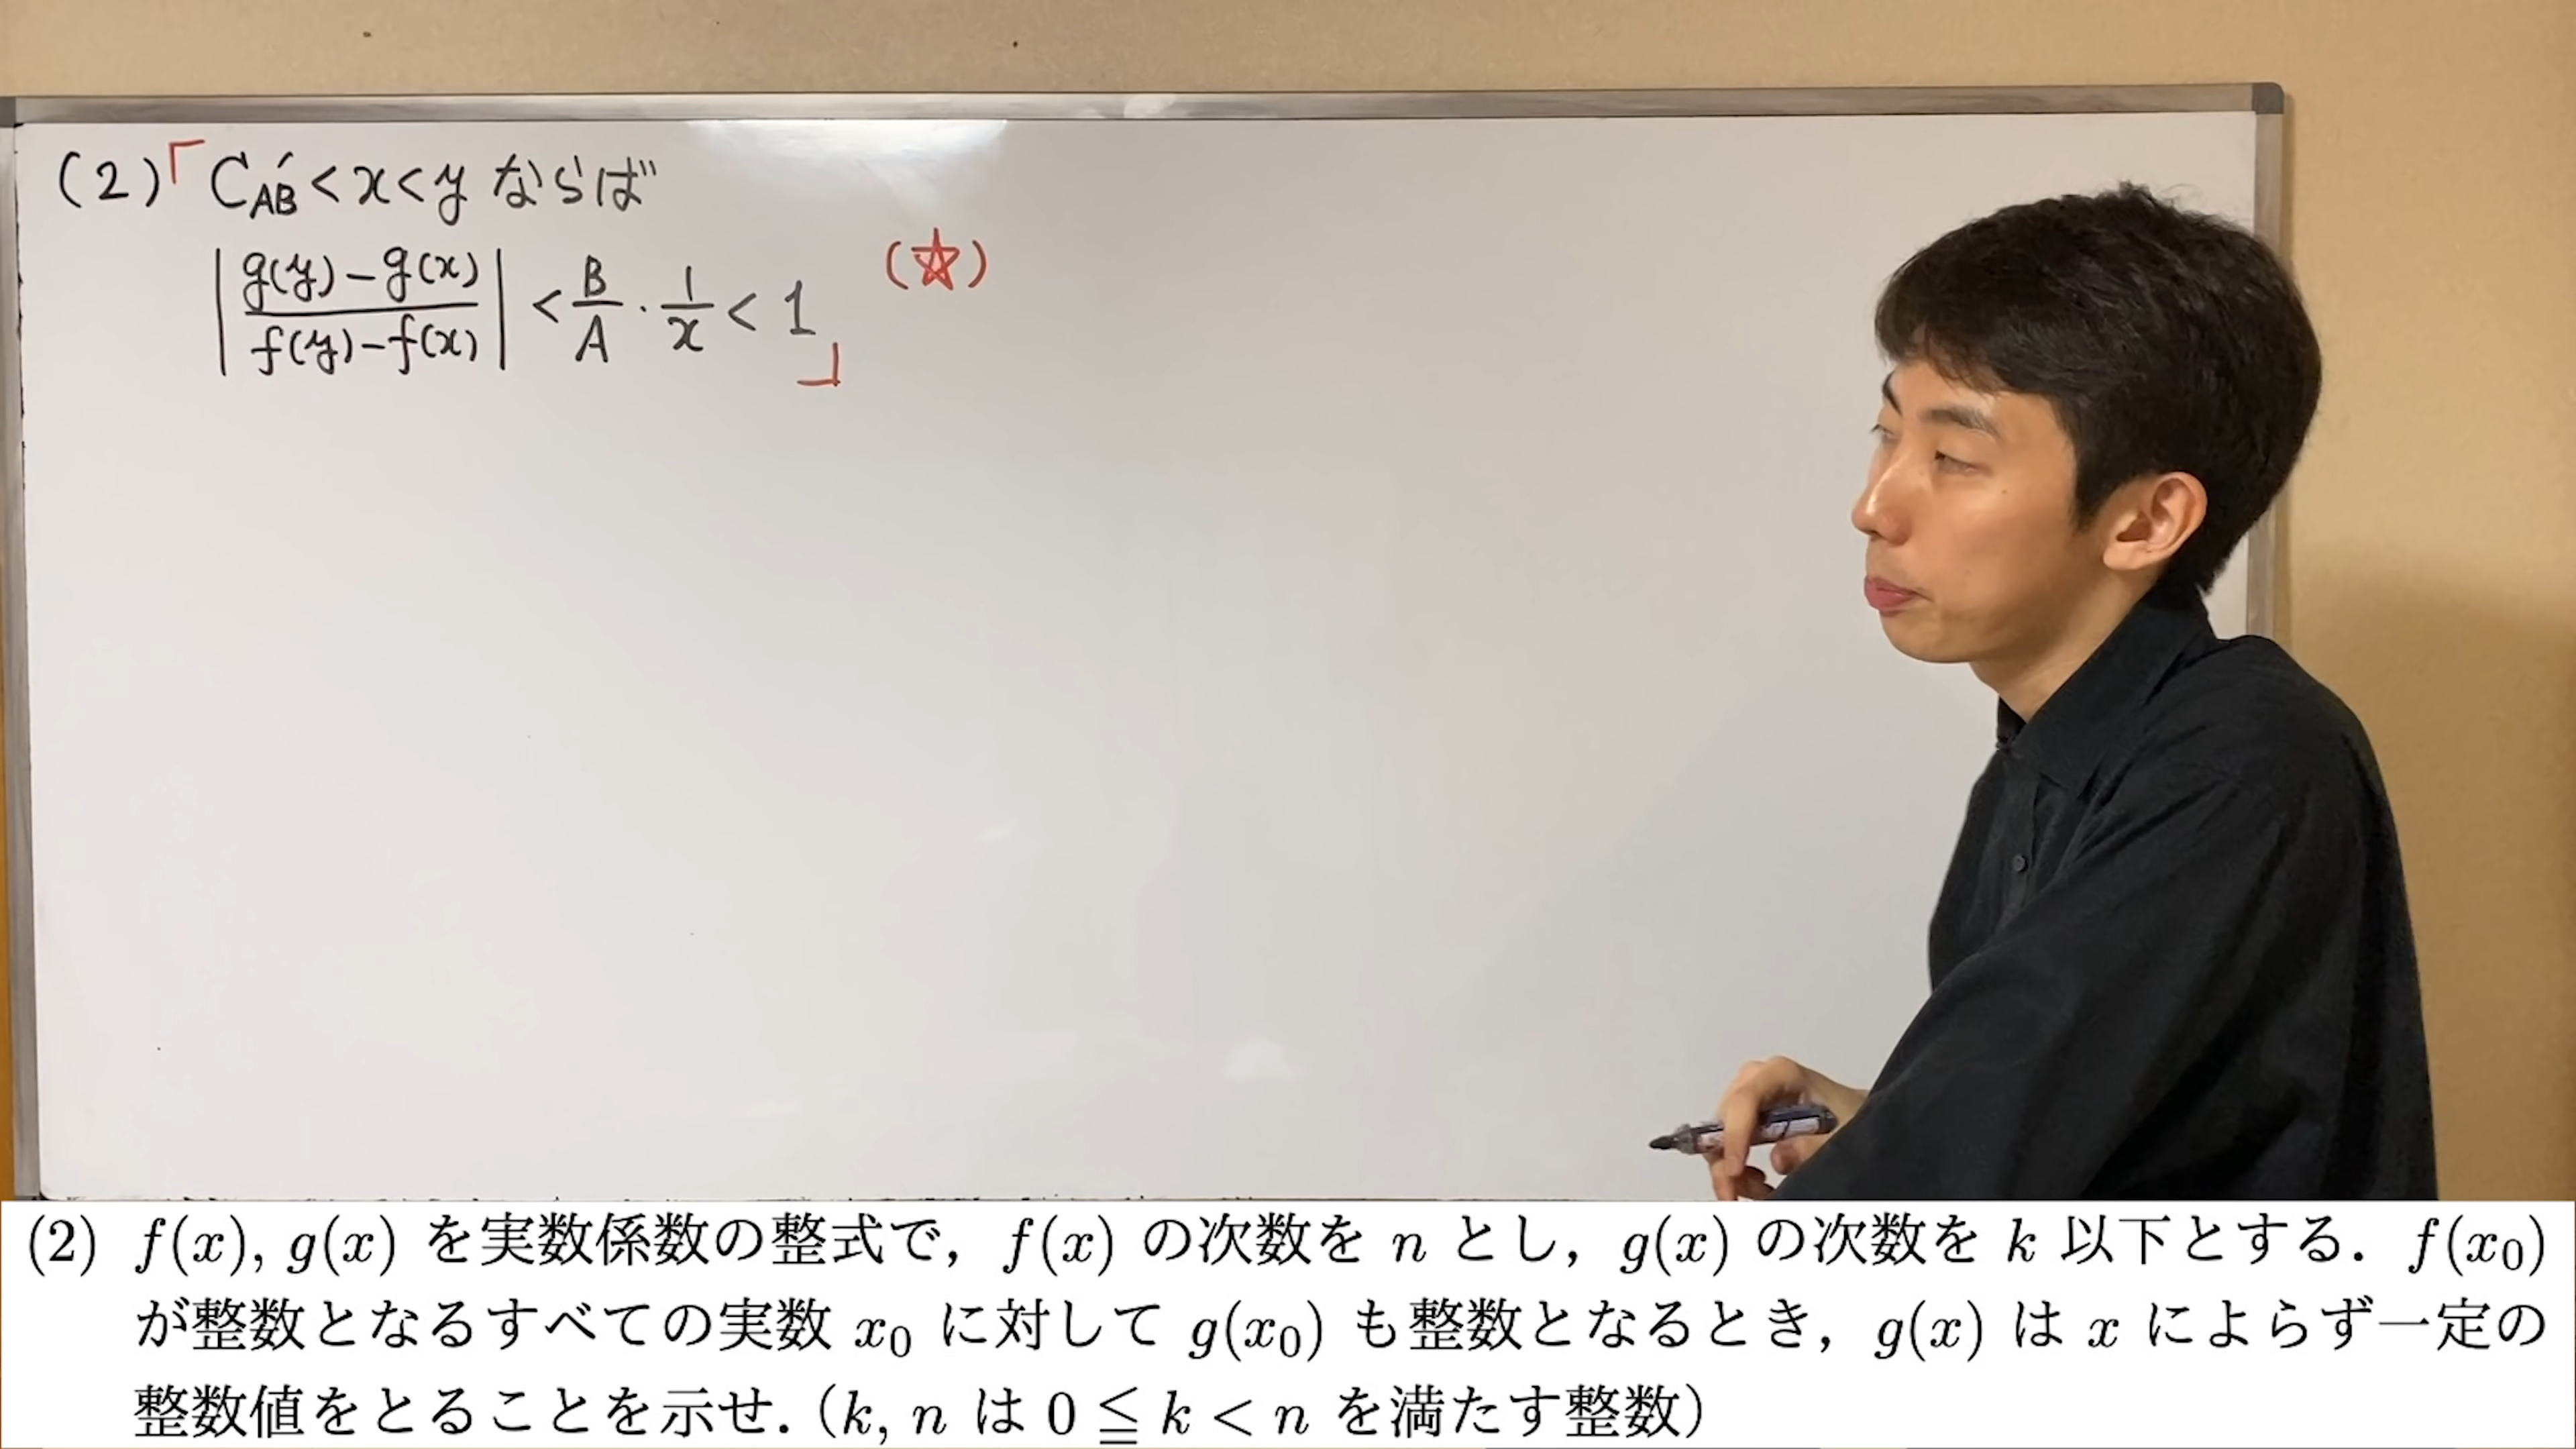 (2)「C_{AB}' < x < y ならば
| (g(y) − g(x)) / (f(y) − f(x)) | < B/A · 1/x < 1 」 (☆)
(2) f(x), g(x) を実数係数の整式で，f(x) の次数を n とし，g(x) の次数を k 以下とする．f(x₀)
が整数となるすべての実数 x₀ に対して g(x₀) も整数となるとき，g(x) は x によらず一定の
整数値をとることを示せ．（k, n は 0 ≦ k < n を満たす整数）